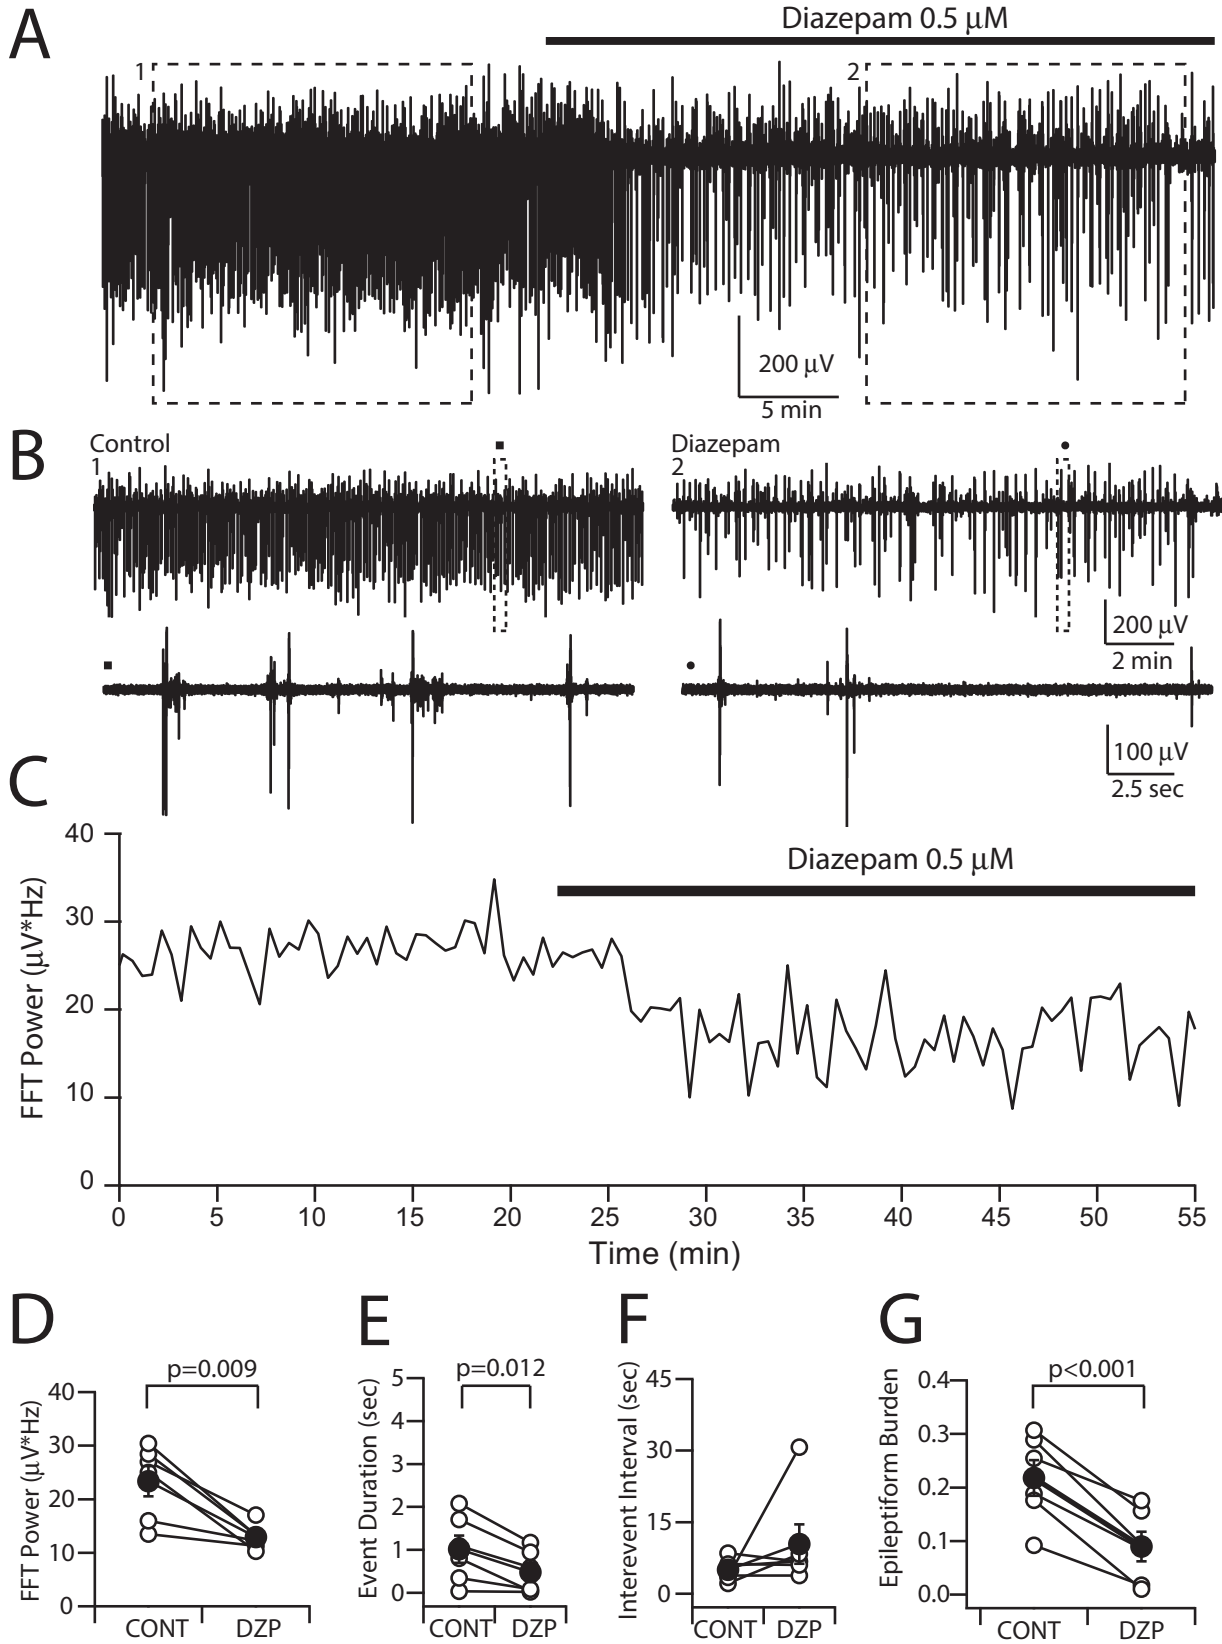 A
Diazepam 0.5 μM
1
2
200 μV
5 min
B
Control
1
Diazepam
2
200 μV
2 min
100 μV
2.5 sec
C
Diazepam 0.5 μM
FFT Power (μV*Hz)
40
30
20
10
0
0 5 10 15 20 25 30 35 40 45 50 55
Time (min)
D
p=0.009
FFT Power (μV*Hz)
40
30
20
10
0
CONT DZP
E
p=0.012
Event Duration (sec)
5
4
3
2
1
0
CONT DZP
F
Interevent Interval (sec)
45
30
15
0
CONT DZP
G
p<0.001
Epileptiform Burden
0.4
0.3
0.2
0.1
0.0
CONT DZP